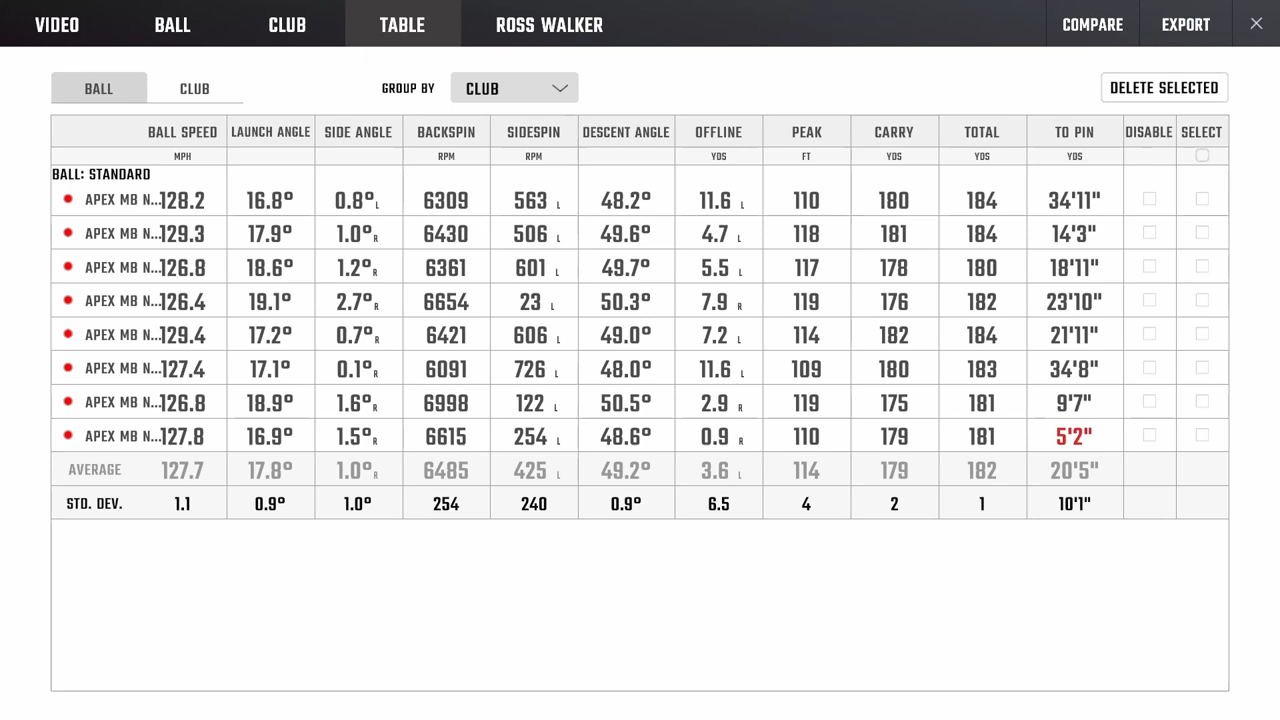 VIDEO BALL CLUB TABLE ROSS WALKER COMPARE EXPORT
BALL CLUB GROUP BY CLUB DELETE SELECTED
BALL SPEED LAUNCH ANGLE SIDE ANGLE BACKSPIN SIDESPIN DESCENT ANGLE OFFLINE PEAK CARRY TOTAL TO PIN DISABLE SELECT
MPH RPM RPM YDS FT YDS YDS YDS
BALL: STANDARD
APEX MB N... 128.2 16.8° 0.8° L 6309 563 L 48.2° 11.6 L 110 180 184 34'11"
APEX MB N... 129.3 17.9° 1.0° R 6430 506 L 49.6° 4.7 L 118 181 184 14'3"
APEX MB N... 126.8 18.6° 1.2° R 6361 601 L 49.7° 5.5 L 117 178 180 18'11"
APEX MB N... 126.4 19.1° 2.7° R 6654 23 L 50.3° 7.9 R 119 176 182 23'10"
APEX MB N... 129.4 17.2° 0.7° R 6421 606 L 49.0° 7.2 L 114 182 184 21'11"
APEX MB N... 127.4 17.1° 0.1° R 6091 726 L 48.0° 11.6 L 109 180 183 34'8"
APEX MB N... 126.8 18.9° 1.6° R 6998 122 L 50.5° 2.9 R 119 175 181 9'7"
APEX MB N... 127.8 16.9° 1.5° R 6615 254 L 48.6° 0.9 R 110 179 181 5'2"
AVERAGE 127.7 17.8° 1.0° R 6485 425 L 49.2° 3.6 L 114 179 182 20'5"
STD. DEV. 1.1 0.9° 1.0° 254 240 0.9° 6.5 4 2 1 10'1"